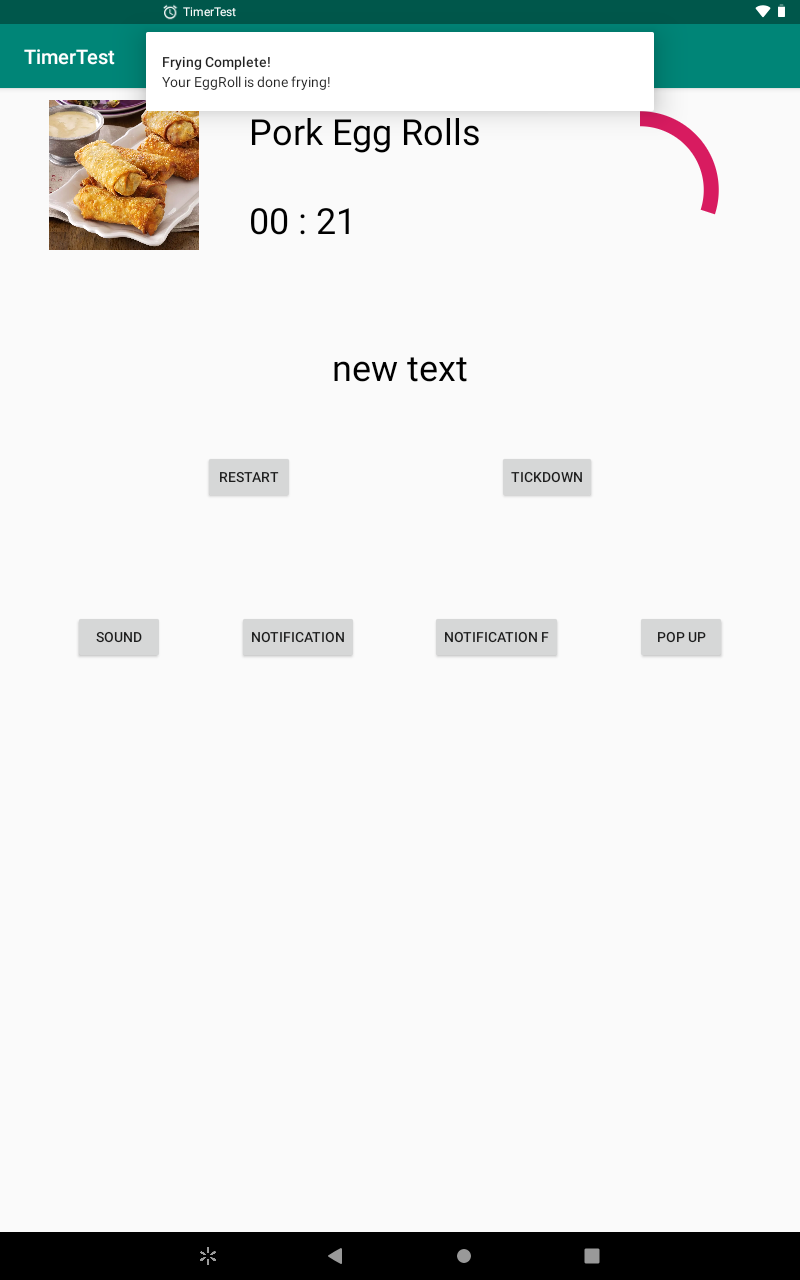 TimerTest
TimerTest
Frying Complete!
Your EggRoll is done frying!
Pork Egg Rolls
00 : 21
new text
RESTART
TICKDOWN
SOUND
NOTIFICATION
NOTIFICATION F
POP UP